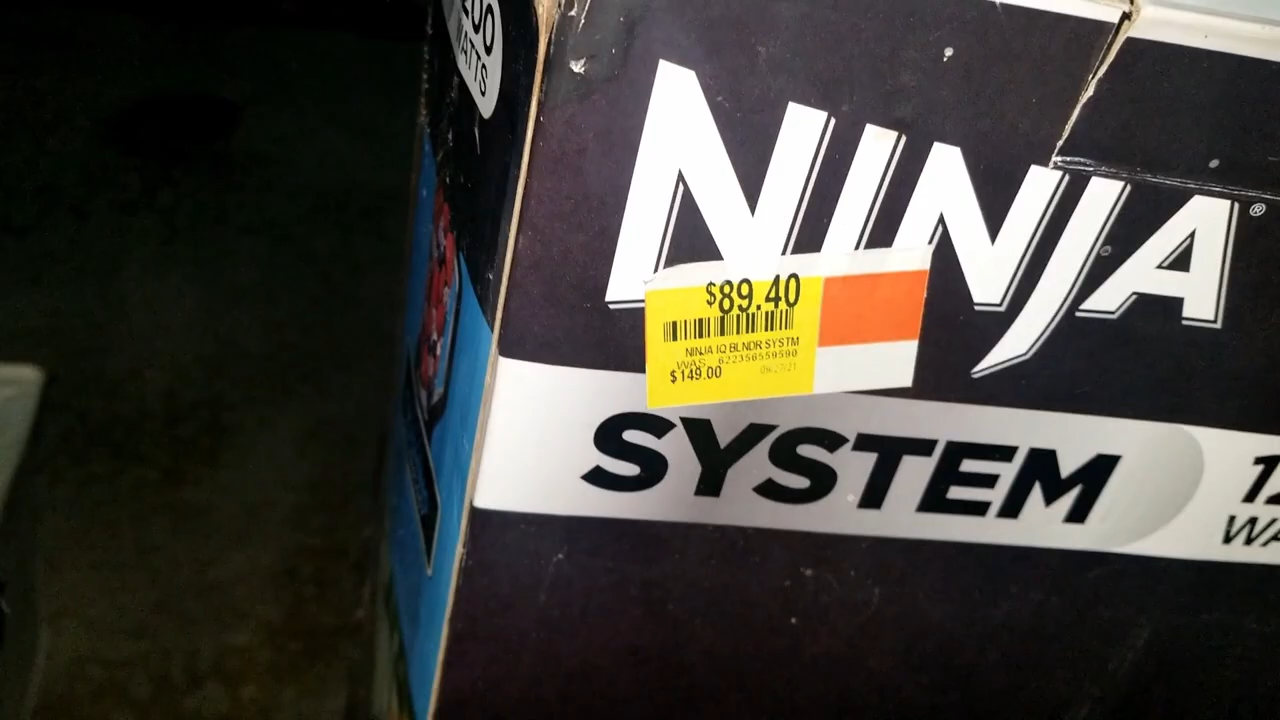 WATTS
NINJA®
$89.40
NINJA IQ BLNDR SYSTM
WAS 622356559590
$149.00
SYSTEM